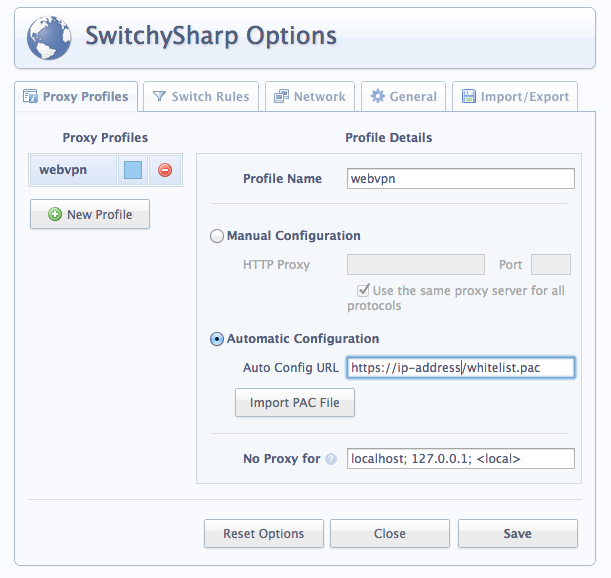 SwitchySharp Options
Proxy Profiles
Switch Rules
Network
General
Import/Export
Proxy Profiles
webvpn
New Profile
Profile Details
Profile Name webvpn
Manual Configuration
HTTP Proxy
Port
Use the same proxy server for all
protocols
Automatic Configuration
Auto Config URL https://ip-address/whitelist.pac
Import PAC File
No Proxy for ? localhost; 127.0.0.1; <local>
Reset Options
Close
Save